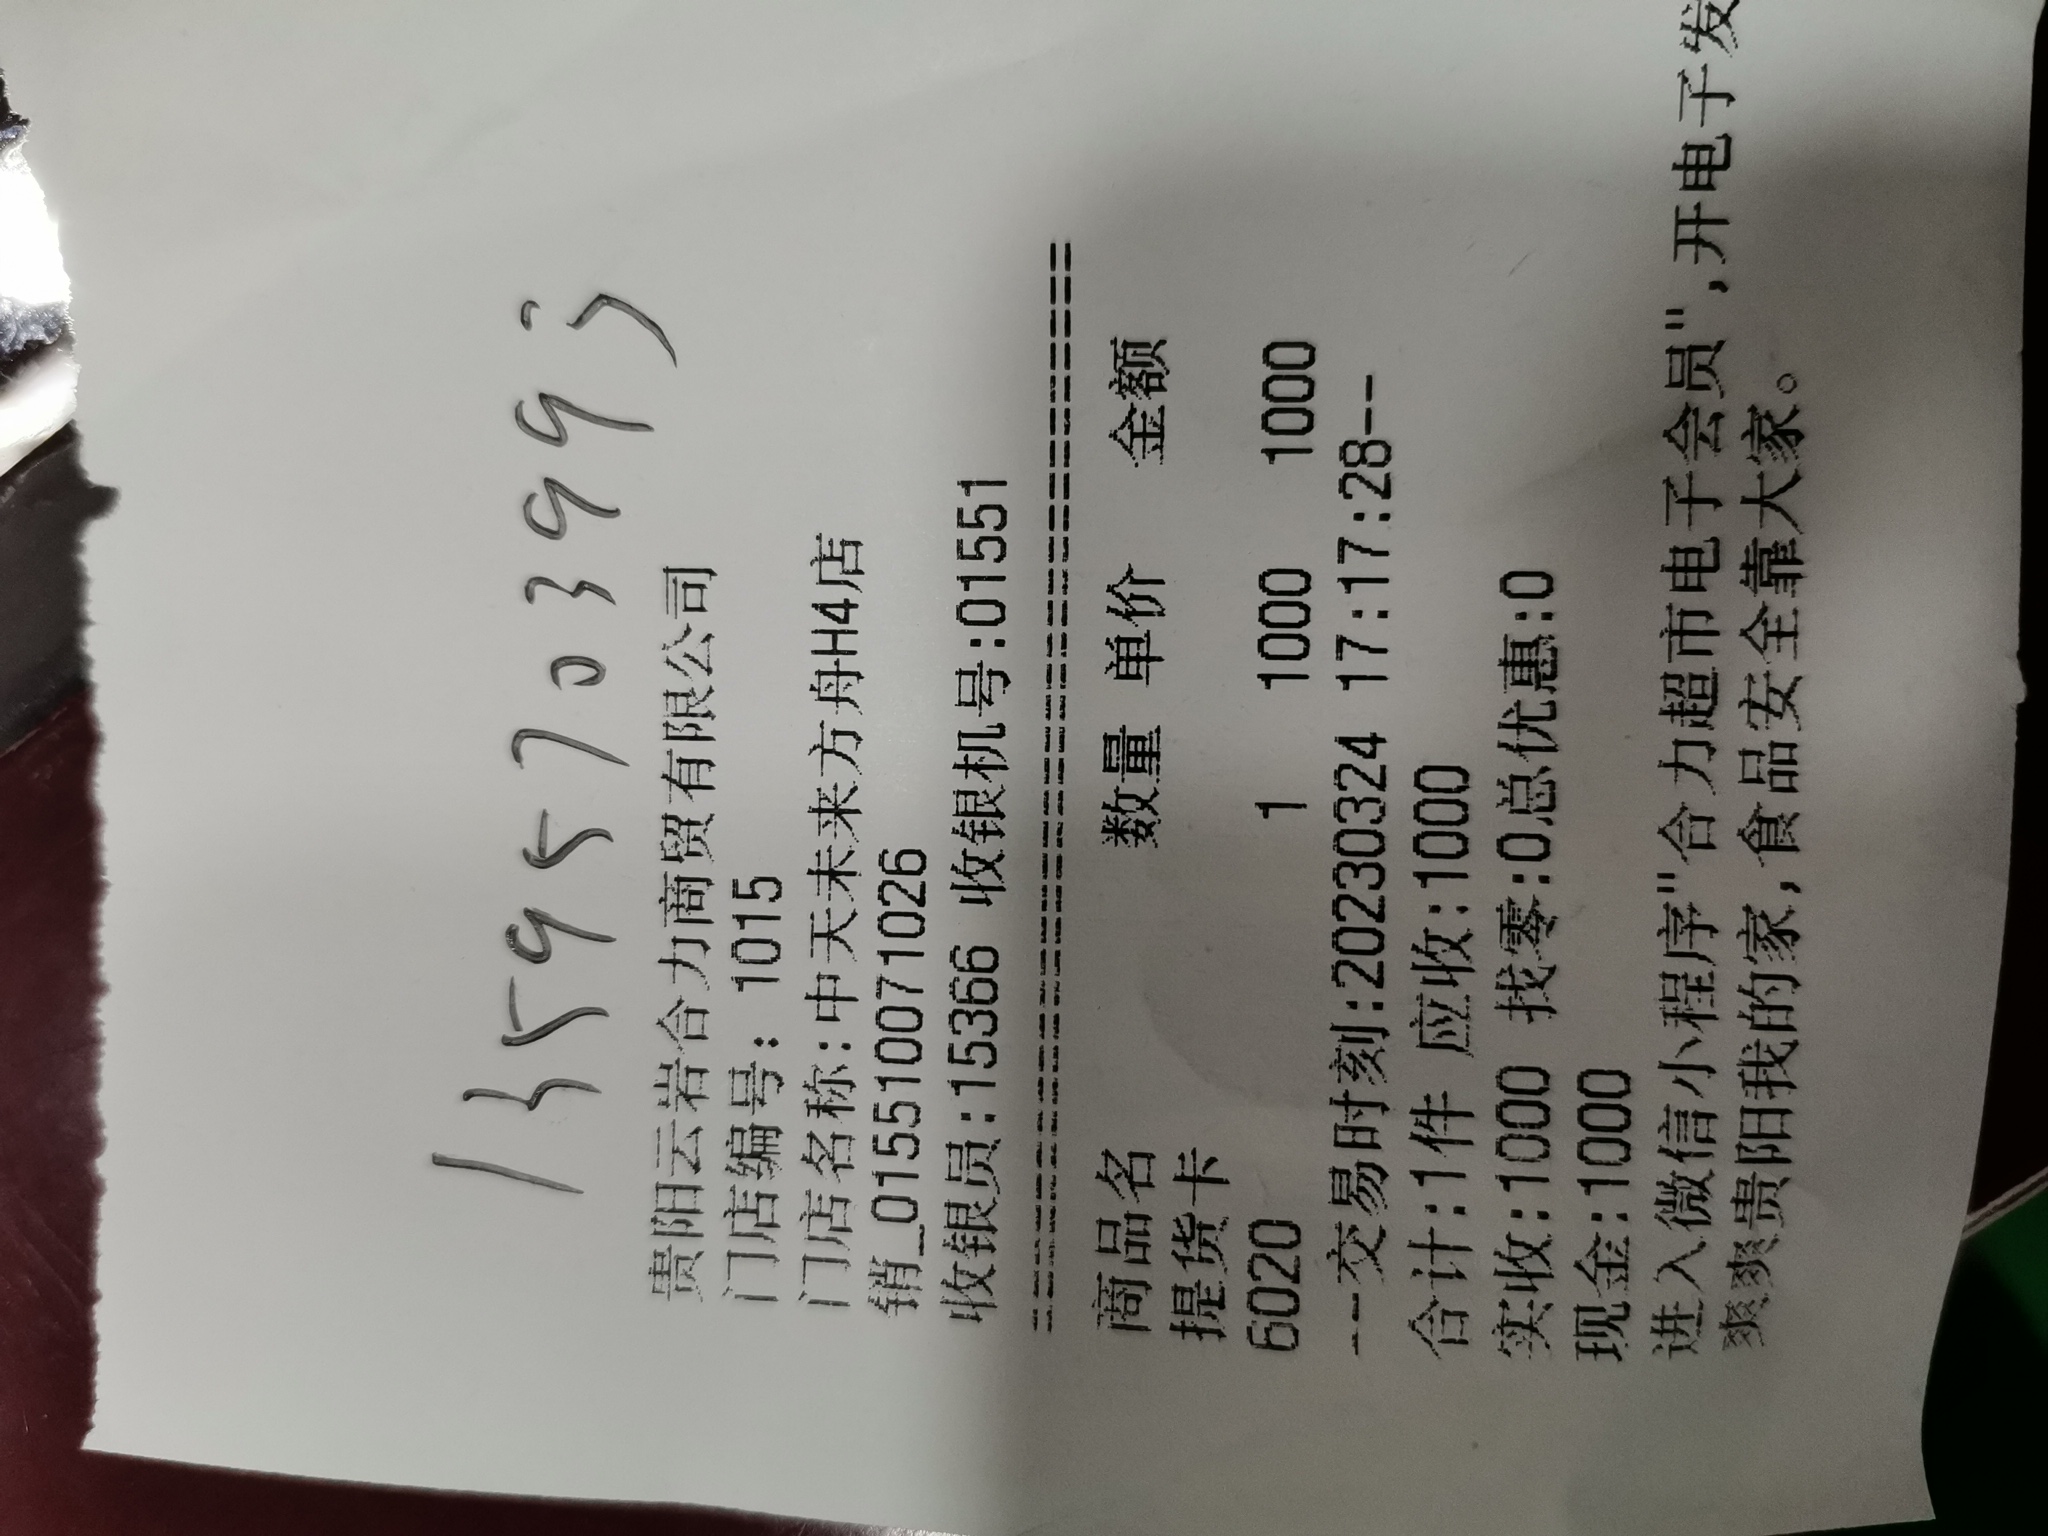 13595703995
贵阳云岩合力商贸有限公司
门店编号: 1015
门店名称:中天未来方舟H4店
销_01551007 1026
收银员:15366 收银机号:01551
==========================================
商品名 数量 单价 金额
提货卡
6020 1 1000 1000
---交易时刻:20230324 17:17:28--
合计:1件 应收:1000
实收:1000 找零:0总优惠:0
现金:1000
进入微信小程序"合力超市电子会员",开电子发
爽爽贵阳我的家,食品安全靠大家。